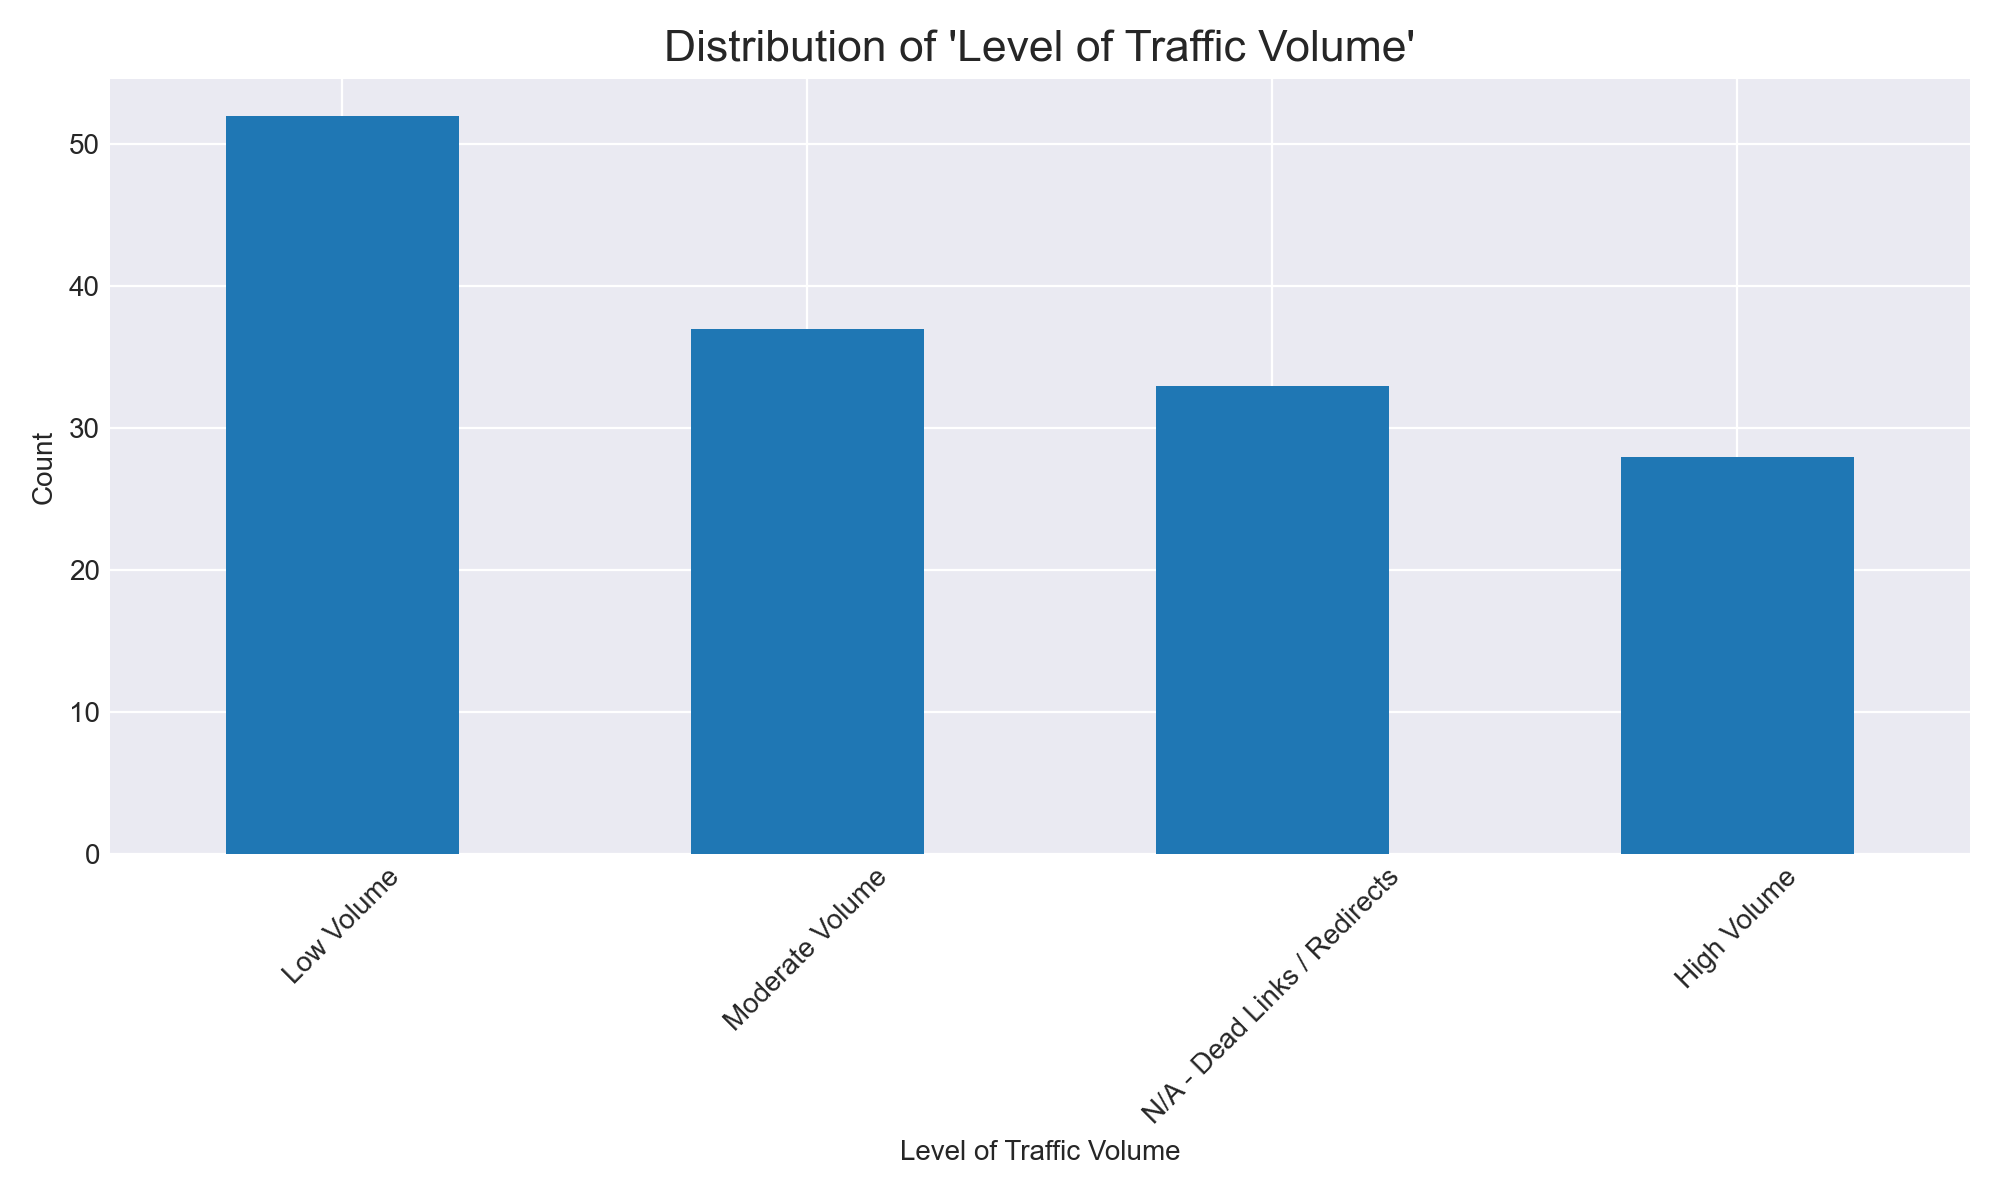 Distribution of 'Level of Traffic Volume'
50
40
30
20
10
0
Count
Low Volume
Moderate Volume
N/A - Dead Links / Redirects
High Volume
Level of Traffic Volume